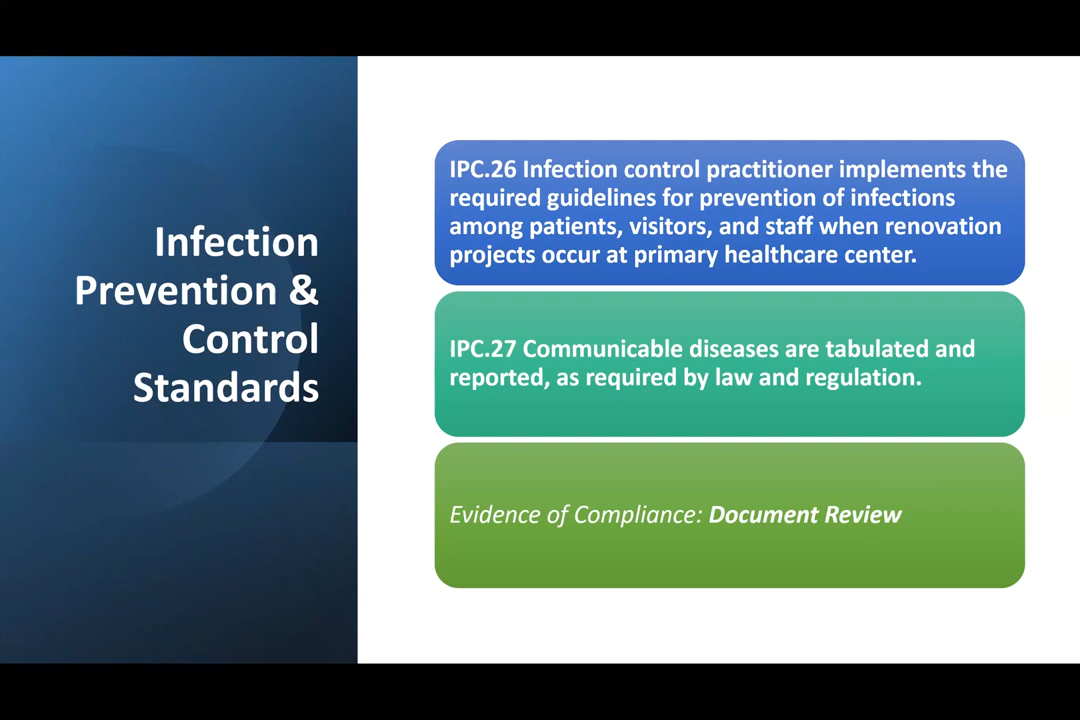 Infection
Prevention &
Control
Standards
IPC.26 Infection control practitioner implements the
required guidelines for prevention of infections
among patients, visitors, and staff when renovation
projects occur at primary healthcare center.
IPC.27 Communicable diseases are tabulated and
reported, as required by law and regulation.
Evidence of Compliance: Document Review